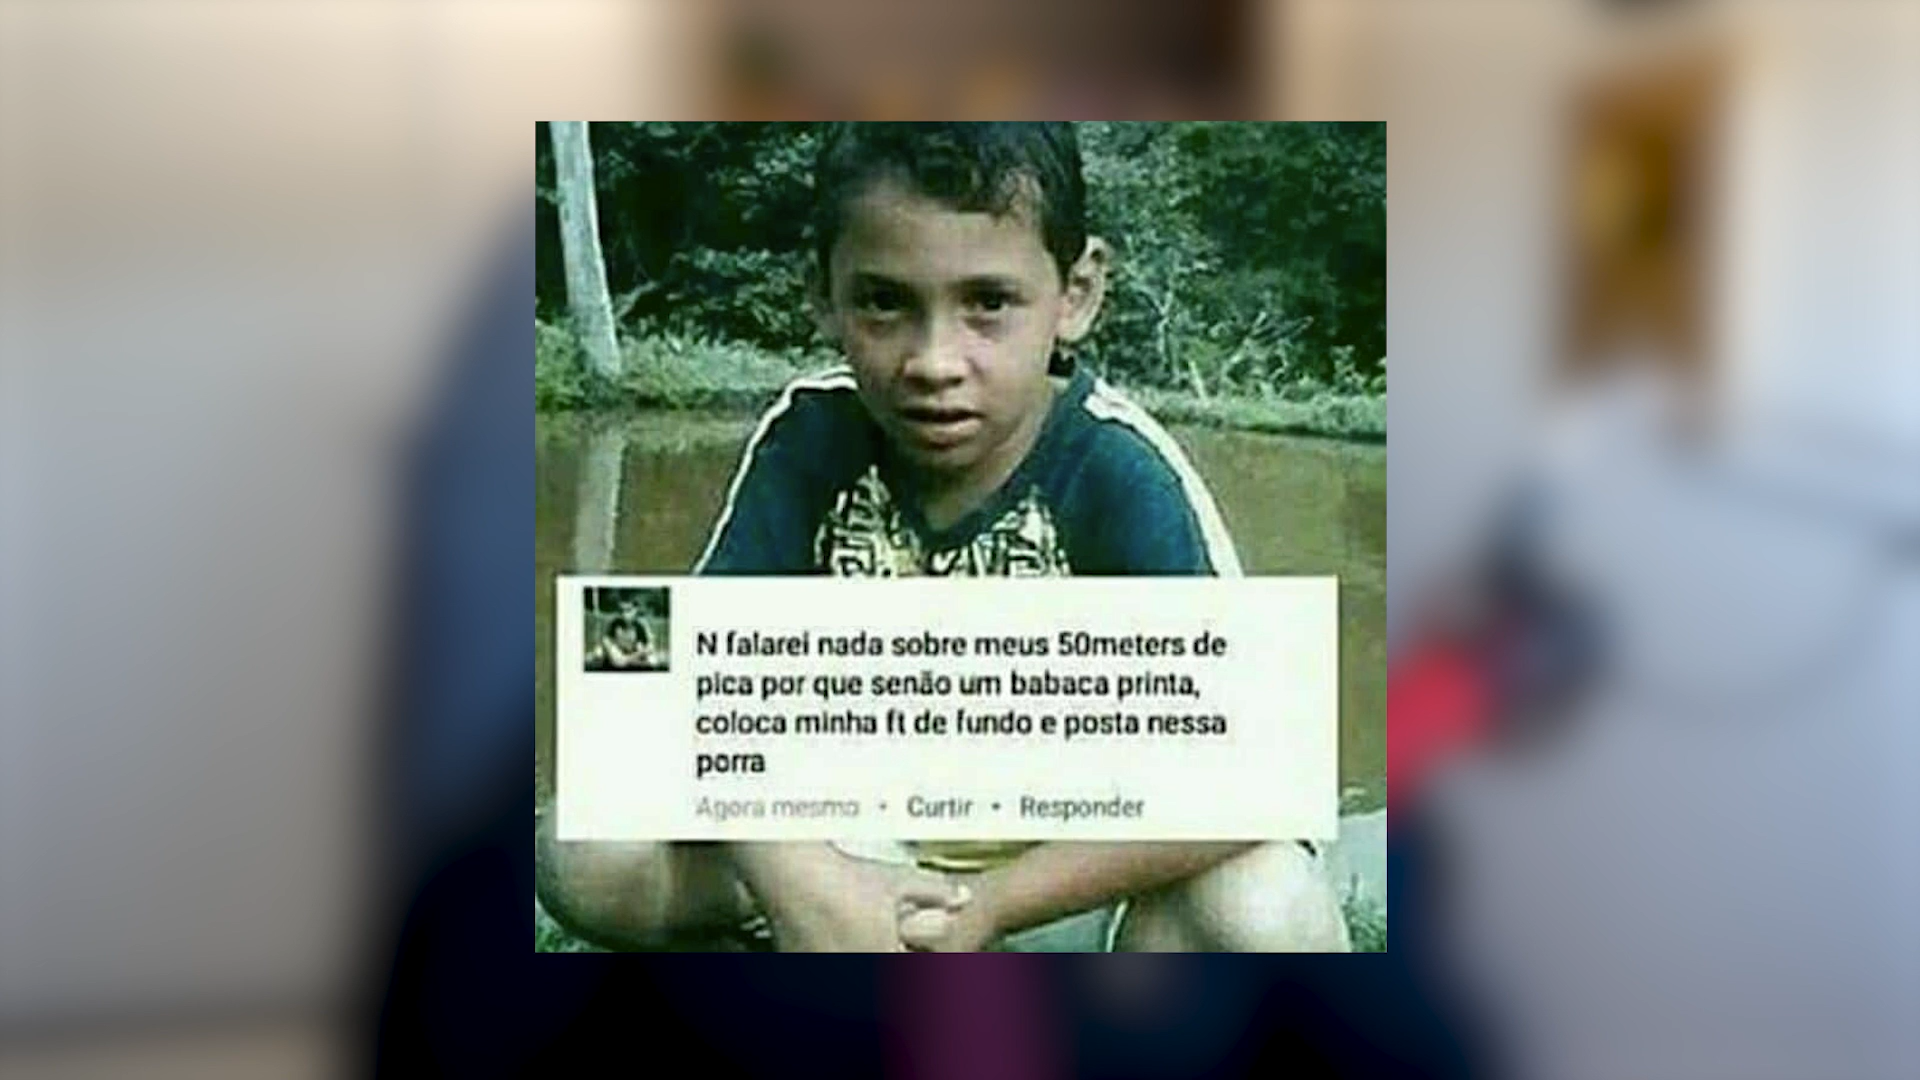 N falarei nada sobre meus 50meters de
pica por que senão um babaca printa,
coloca minha ft de fundo e posta nessa
porra
Agora mesmo • Curtir • Responder